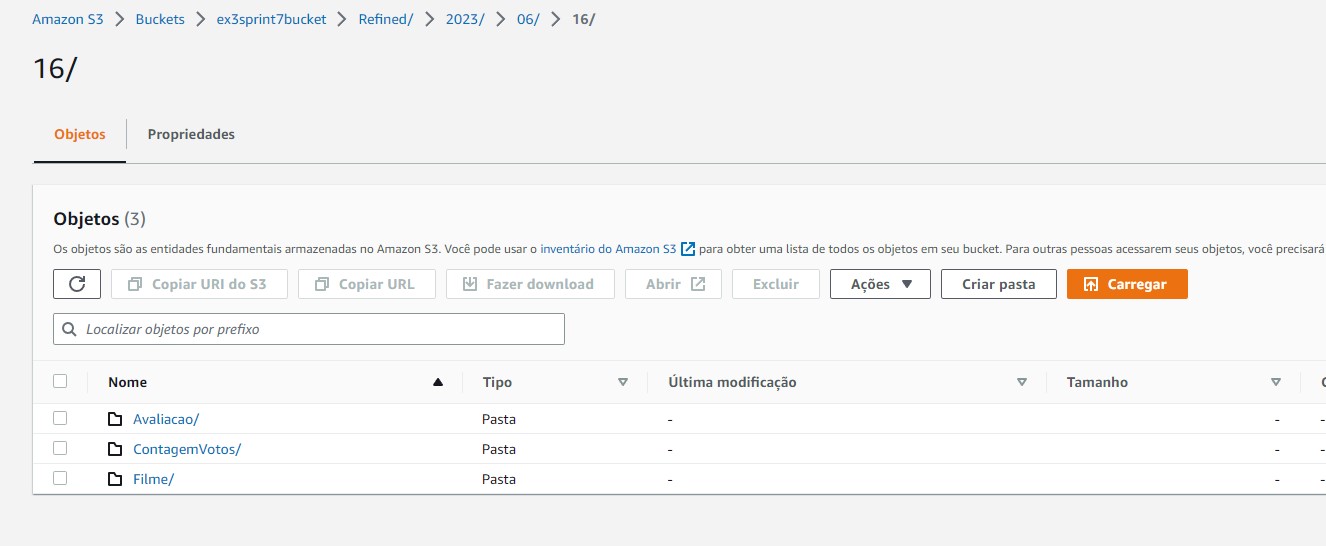 Amazon S3 > Buckets > ex3sprint7bucket > Refined/ > 2023/ > 06/ > 16/
16/
Objetos Propriedades
Objetos (3)
Os objetos são as entidades fundamentais armazenadas no Amazon S3. Você pode usar o inventário do Amazon S3 para obter uma lista de todos os objetos em seu bucket. Para outras pessoas acessarem seus objetos, você precisará
Copiar URI do S3 Copiar URL Fazer download Abrir Excluir Ações Criar pasta Carregar
Localizar objetos por prefixo
Nome Tipo Última modificação Tamanho
Avaliacao/ Pasta - - -
ContagemVotos/ Pasta - - -
Filme/ Pasta - - -